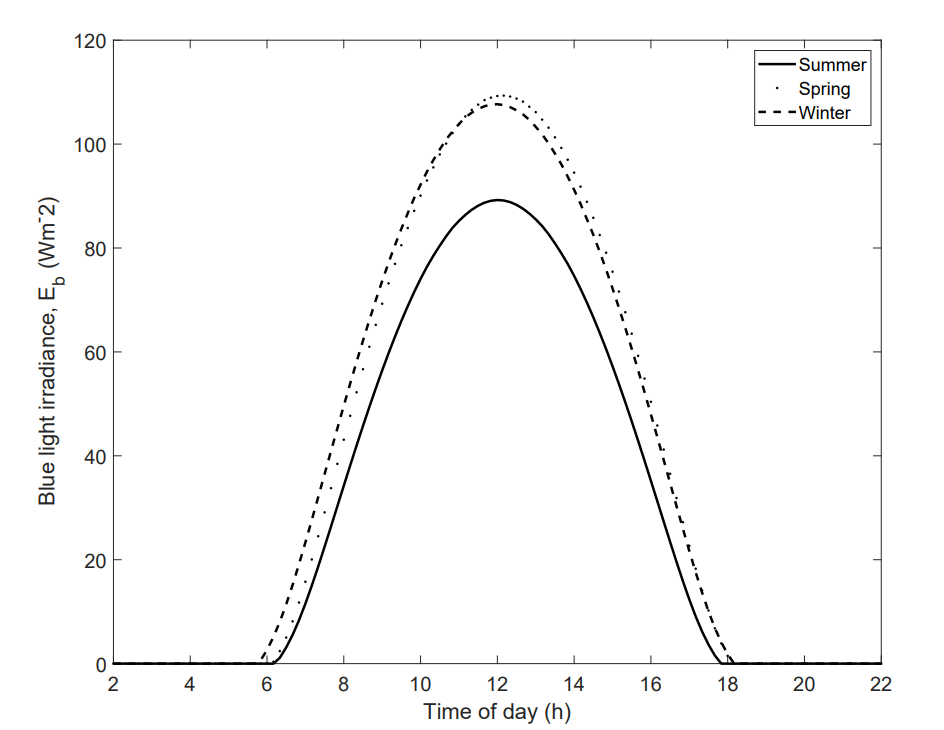 120
100
80
60
40
20
0
2 4 6 8 10 12 14 16 18 20 22
Time of day (h)
Blue light irradiance, E_b (Wm^-2)
Summer
Spring
Winter